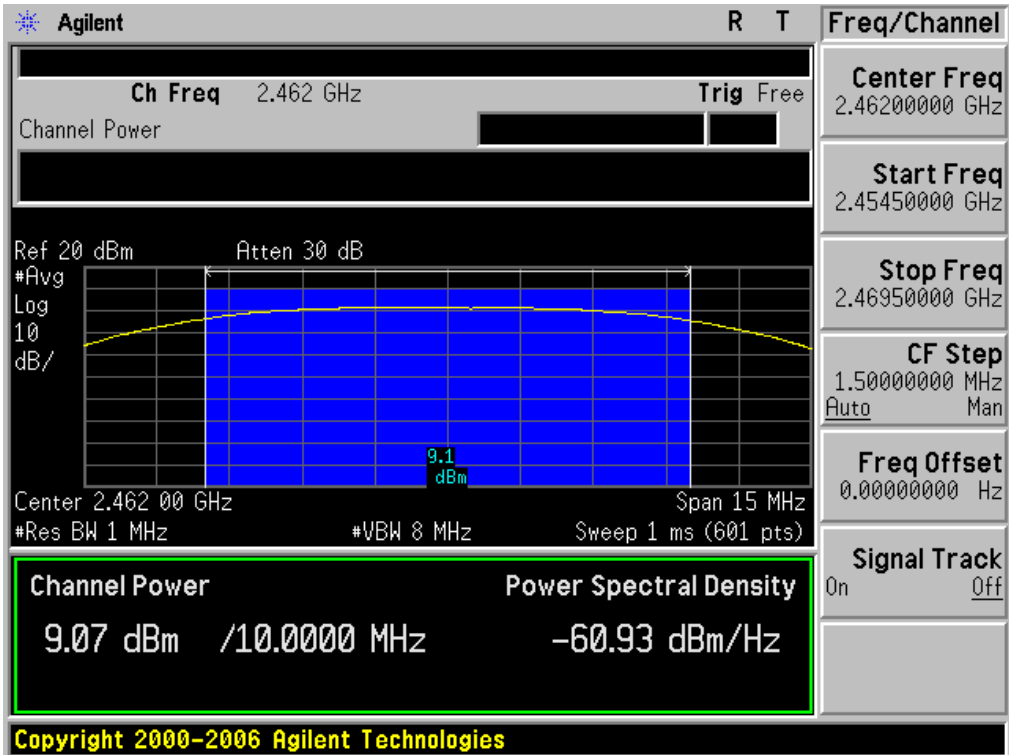 Agilent R T
Ch Freq 2.462 GHz Trig Free
Channel Power
Ref 20 dBm Atten 30 dB
#Avg
Log
10
dB/
9.1
dBm
Center 2.462 00 GHz Span 15 MHz
#Res BW 1 MHz #VBW 8 MHz Sweep 1 ms (601 pts)
Channel Power Power Spectral Density
9.07 dBm /10.0000 MHz -60.93 dBm/Hz
Copyright 2000-2006 Agilent Technologies
Freq/Channel
Center Freq
2.46200000 GHz
Start Freq
2.45450000 GHz
Stop Freq
2.46950000 GHz
CF Step
1.50000000 MHz
Auto Man
Freq Offset
0.00000000 Hz
Signal Track
On Off